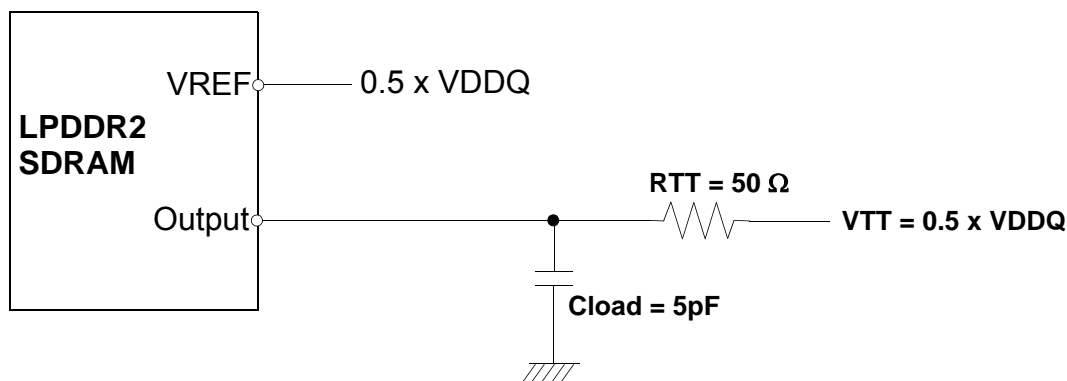 VREF
0.5 x VDDQ
LPDDR2
SDRAM
RTT = 50 Ω
Output
VTT = 0.5 x VDDQ
Cload = 5pF